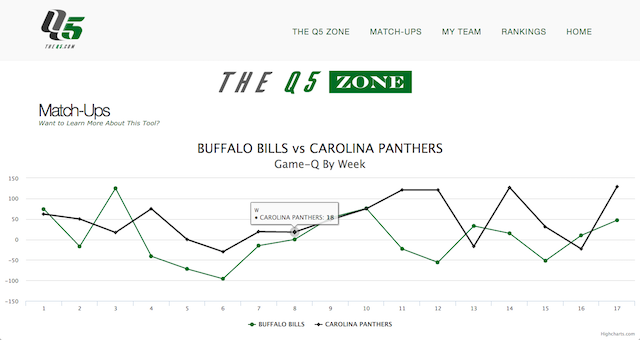 Q5
THEQ5.COM
THE Q5 ZONE MATCH-UPS MY TEAM RANKINGS HOME
THE Q5 ZONE
Match-Ups
Want to Learn More About This Tool?
BUFFALO BILLS vs CAROLINA PANTHERS
Game-Q By Week
150
100
50
0
−50
−100
−150
W
● CAROLINA PANTHERS: 18
1 2 3 4 5 6 7 8 9 10 11 12 13 14 15 16 17
BUFFALO BILLS CAROLINA PANTHERS
Highcharts.com